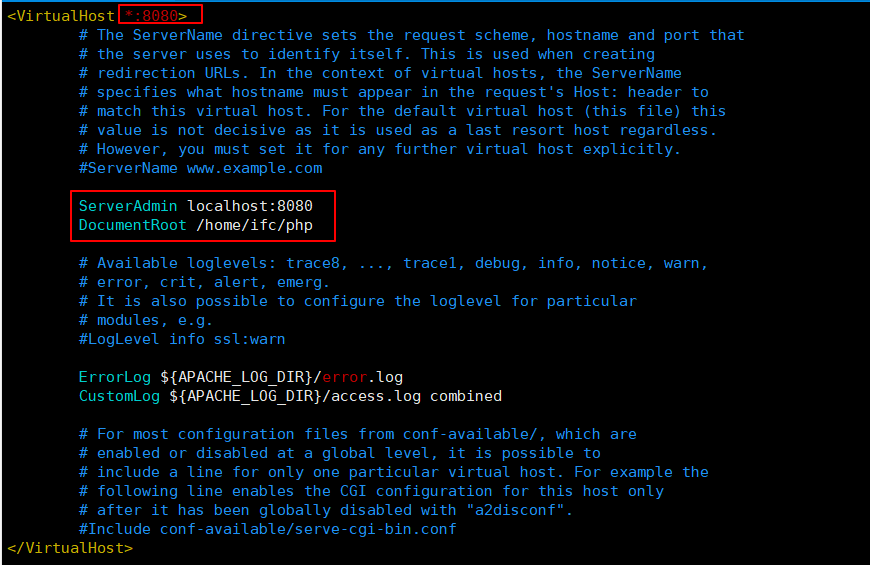 <VirtualHost *:8080>
# The ServerName directive sets the request scheme, hostname and port that
# the server uses to identify itself. This is used when creating
# redirection URLs. In the context of virtual hosts, the ServerName
# specifies what hostname must appear in the request's Host: header to
# match this virtual host. For the default virtual host (this file) this
# value is not decisive as it is used as a last resort host regardless.
# However, you must set it for any further virtual host explicitly.
#ServerName www.example.com
ServerAdmin localhost:8080
DocumentRoot /home/ifc/php
# Available loglevels: trace8, ..., trace1, debug, info, notice, warn,
# error, crit, alert, emerg.
# It is also possible to configure the loglevel for particular
# modules, e.g.
#LogLevel info ssl:warn
ErrorLog ${APACHE_LOG_DIR}/error.log
CustomLog ${APACHE_LOG_DIR}/access.log combined
# For most configuration files from conf-available/, which are
# enabled or disabled at a global level, it is possible to
# include a line for only one particular virtual host. For example the
# following line enables the CGI configuration for this host only
# after it has been globally disabled with "a2disconf".
#Include conf-available/serve-cgi-bin.conf
</VirtualHost>